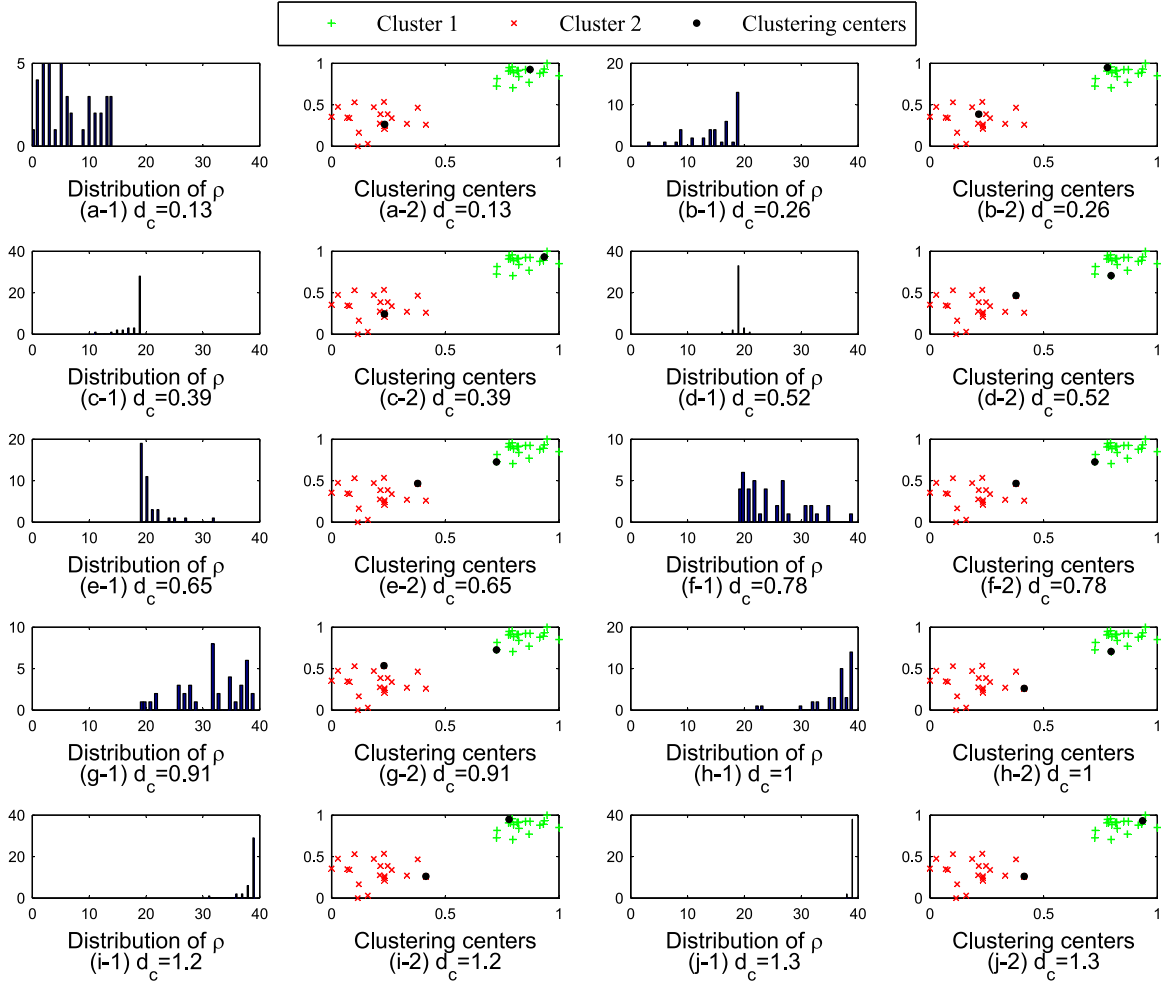 Cluster 1 Cluster 2 Clustering centers
5 1 20 1
0.5 10 0.5
0 0 0 0
0 20 40 0 0.5 1 0 10 20 30 40 0 0.5 1
Distribution of ρ Clustering centers Distribution of ρ Clustering centers
(a-1) d_c=0.13 (a-2) d_c=0.13 (b-1) d_c=0.26 (b-2) d_c=0.26
40 1 40 1
20 0.5 20 0.5
0 0 0 0
0 10 20 30 40 0 0.5 1 0 10 20 30 40 0 0.5 1
Distribution of ρ Clustering centers Distribution of ρ Clustering centers
(c-1) d_c=0.39 (c-2) d_c=0.39 (d-1) d_c=0.52 (d-2) d_c=0.52
20 1 10 1
10 0.5 5 0.5
0 0 0 0
0 10 20 30 40 0 0.5 1 0 10 20 30 40 0 0.5 1
Distribution of ρ Clustering centers Distribution of ρ Clustering centers
(e-1) d_c=0.65 (e-2) d_c=0.65 (f-1) d_c=0.78 (f-2) d_c=0.78
10 1 20 1
5 0.5 10 0.5
0 0 0 0
0 10 20 30 40 0 0.5 1 0 10 20 30 40 0 0.5 1
Distribution of ρ Clustering centers Distribution of ρ Clustering centers
(g-1) d_c=0.91 (g-2) d_c=0.91 (h-1) d_c=1 (h-2) d_c=1
40 1 40 1
20 0.5 20 0.5
0 0 0 0
0 10 20 30 40 0 0.5 1 0 10 20 30 40 0 0.5 1
Distribution of ρ Clustering centers Distribution of ρ Clustering centers
(i-1) d_c=1.2 (i-2) d_c=1.2 (j-1) d_c=1.3 (j-2) d_c=1.3